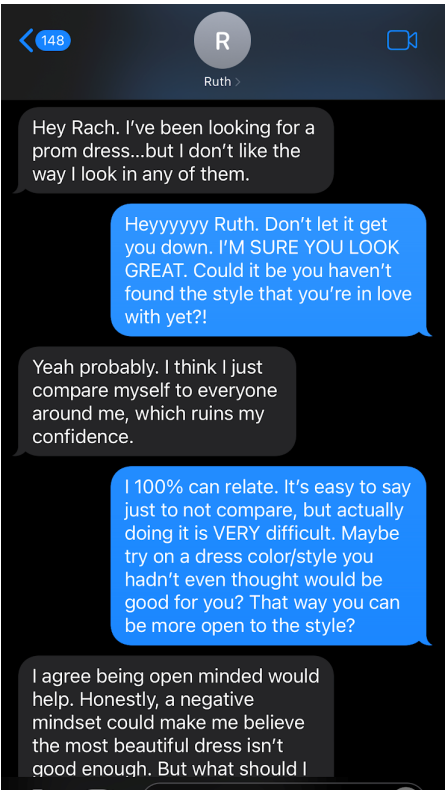 148
R
Ruth
Hey Rach. I’ve been looking for a
prom dress...but I don’t like the
way I look in any of them.
Heyyyyyy Ruth. Don’t let it get
you down. I’M SURE YOU LOOK
GREAT. Could it be you haven’t
found the style that you’re in love
with yet?!
Yeah probably. I think I just
compare myself to everyone
around me, which ruins my
confidence.
I 100% can relate. It’s easy to say
just to not compare, but actually
doing it is VERY difficult. Maybe
try on a dress color/style you
hadn’t even thought would be
good for you? That way you can
be more open to the style?
I agree being open minded would
help. Honestly, a negative
mindset could make me believe
the most beautiful dress isn’t
good enough. But what should I